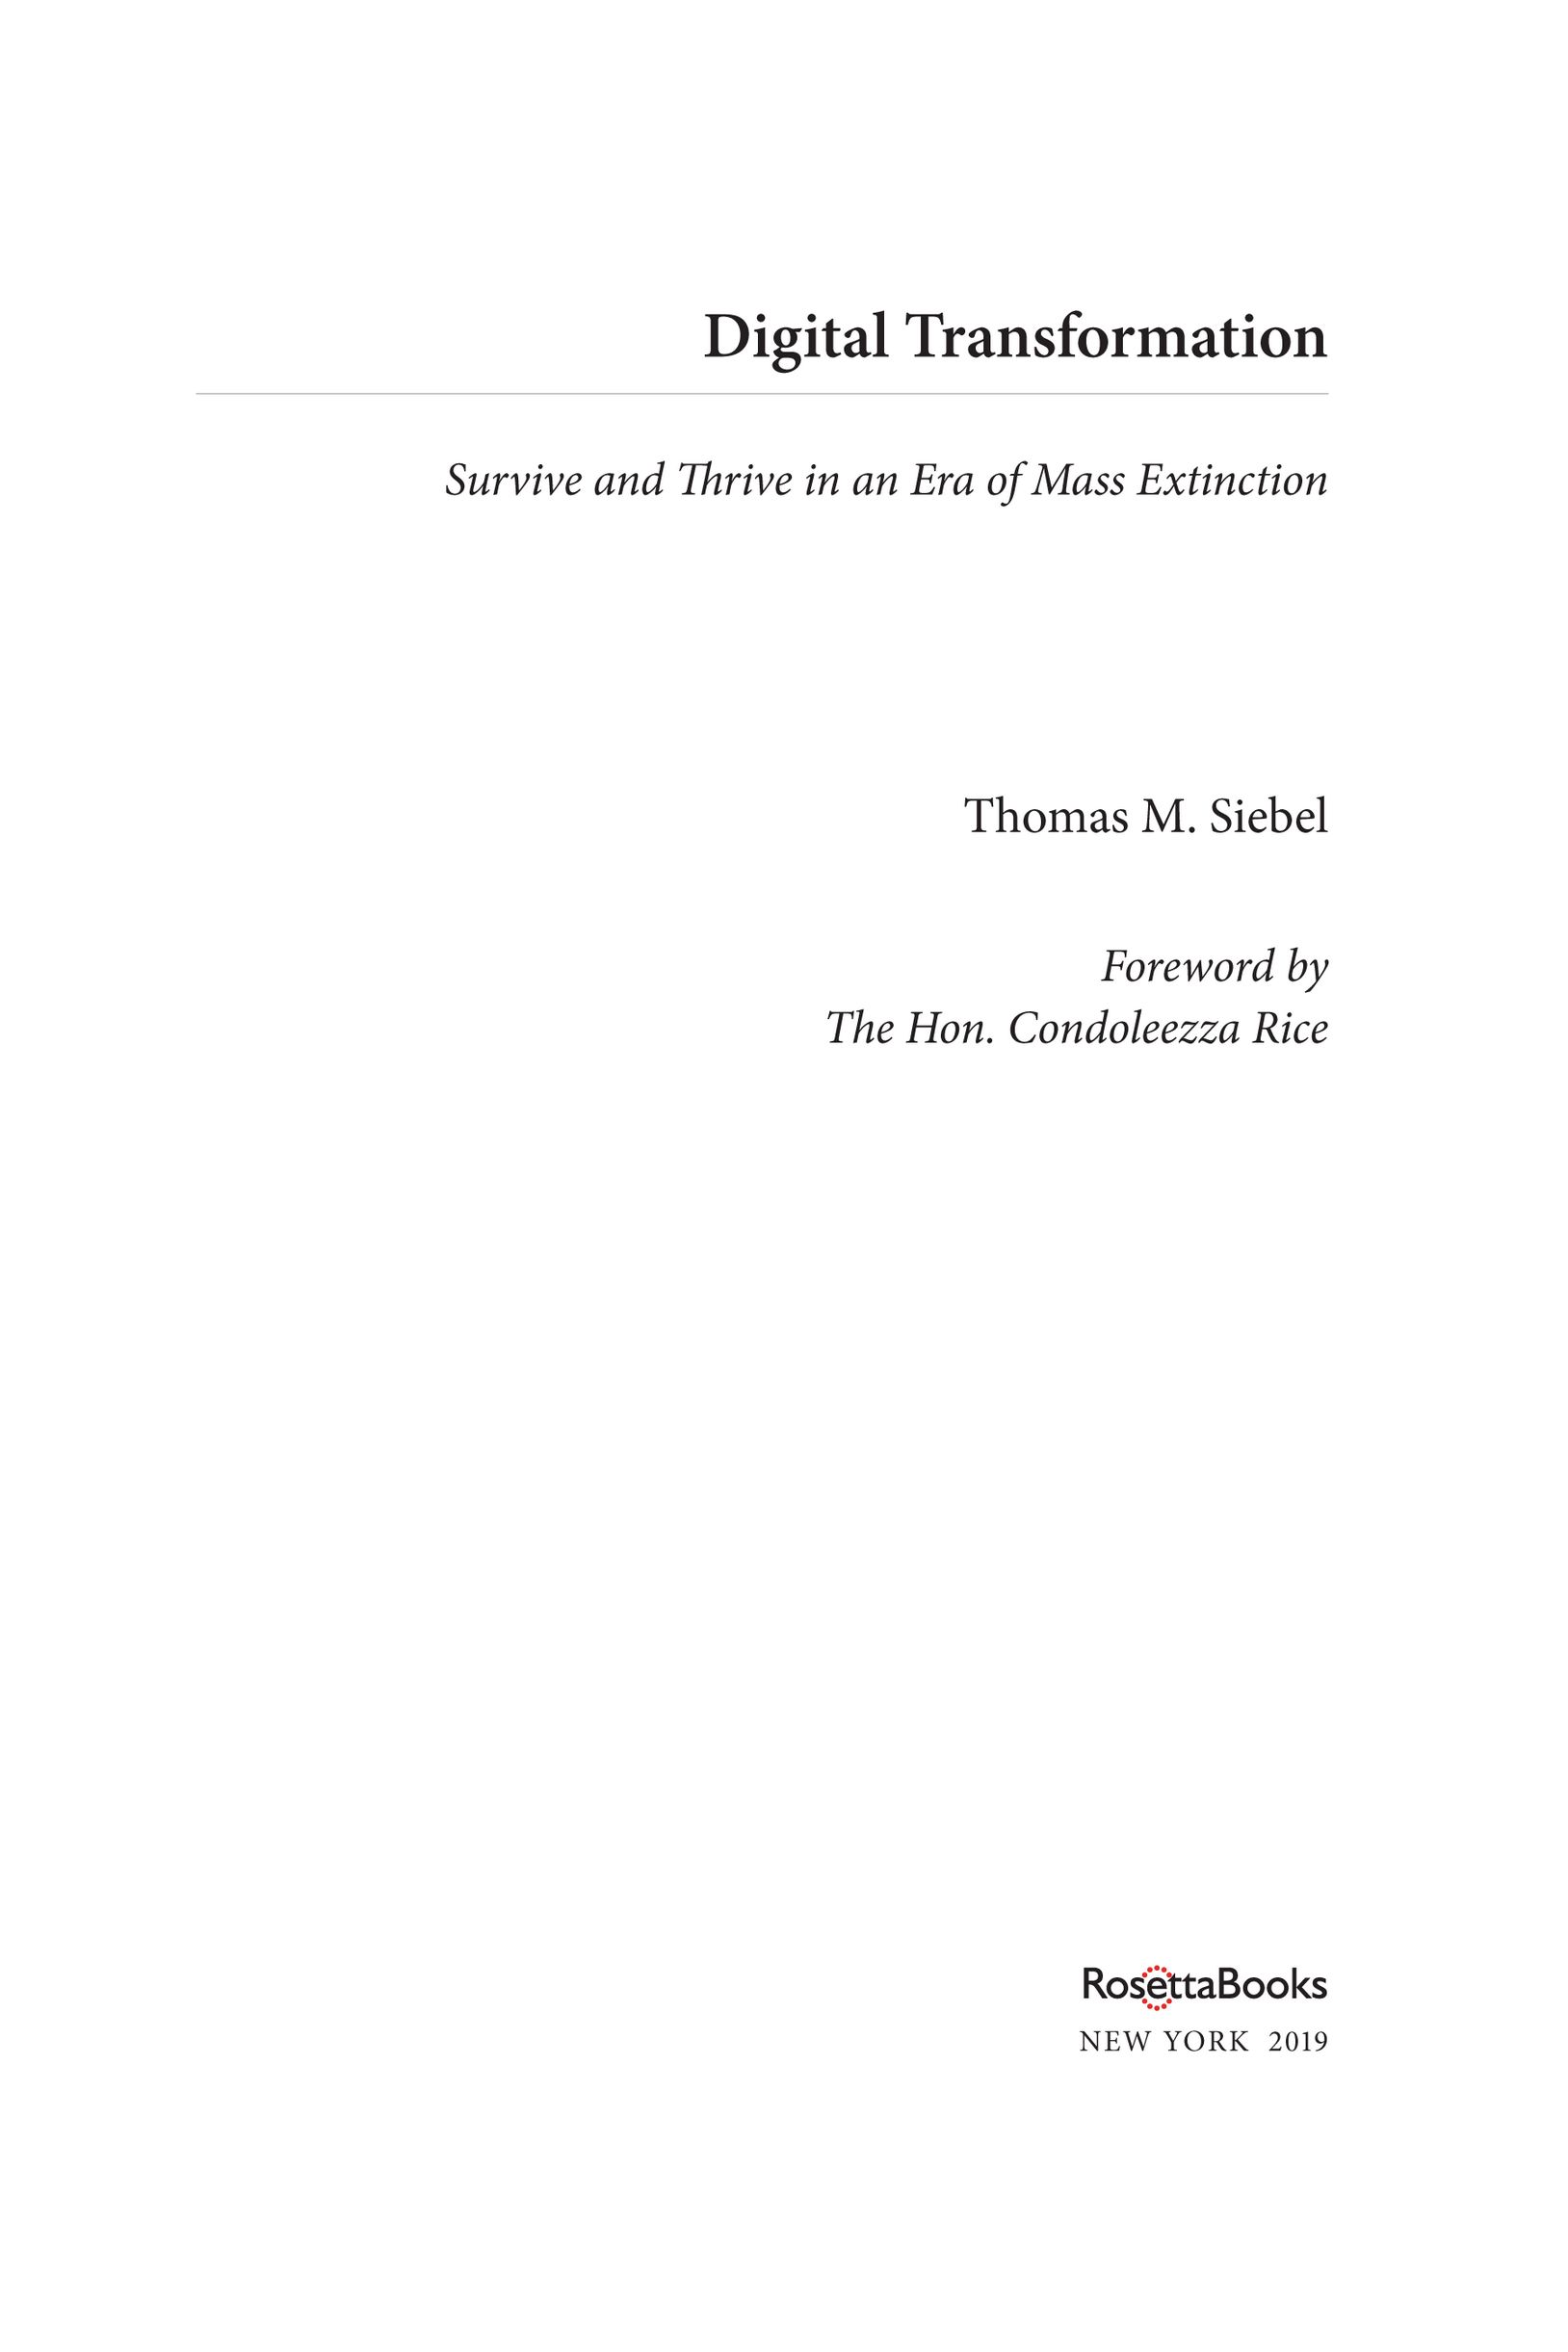 Digital Transformation
Survive and Thrive in an Era of Mass Extinction
Thomas M. Siebel
Foreword by
The Hon. Condoleezza Rice
RosettaBooks
NEW YORK 2019